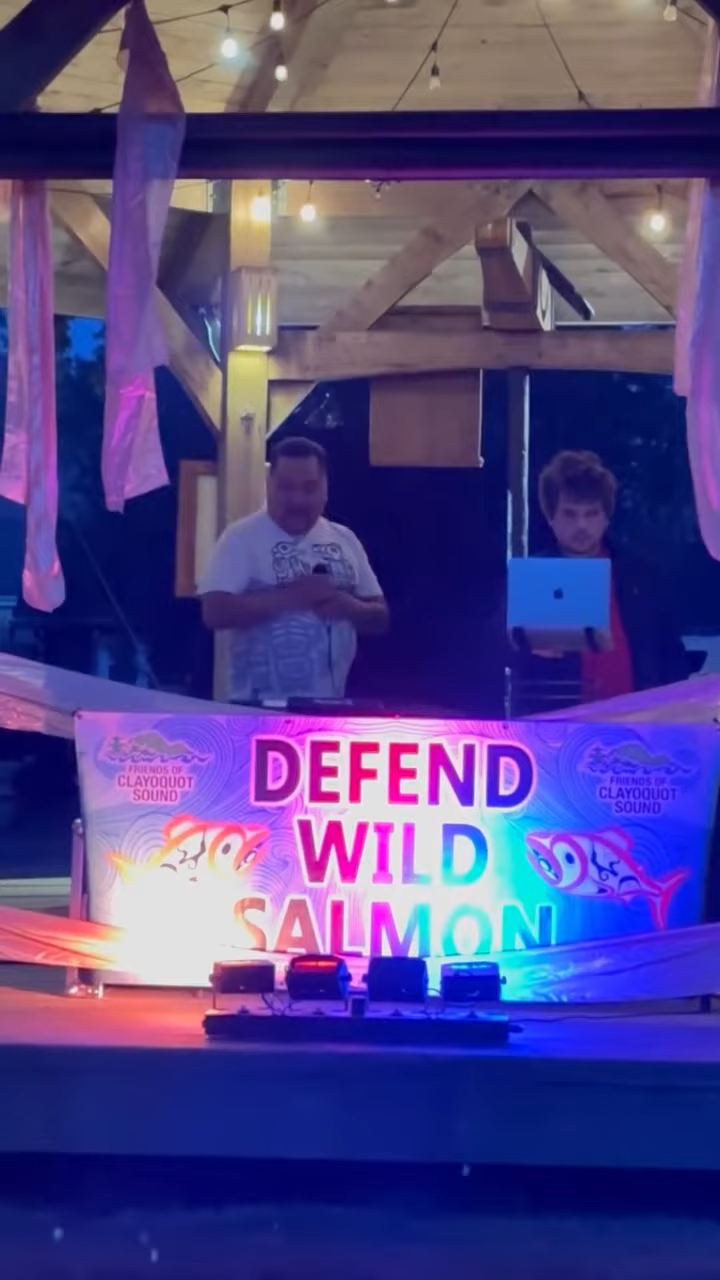 FRIENDS OF
CLAYOQUOT
SOUND
DEFEND
WILD
SALMON
FRIENDS OF
CLAYOQUOT
SOUND